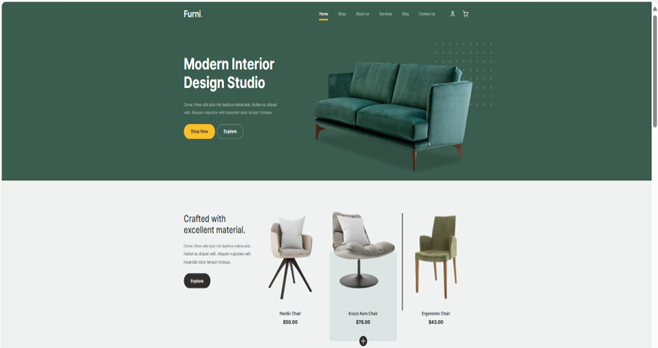 Furni.
Home Shop About us Services Blog Contact us
Modern Interior
Design Studio
Donec vitae odio quis nisl dapibus malesuada. Nullam ac aliquet
velit. Aliquam vulputate velit imperdiet dolor tempor tristique.
Shop Now Explore
Crafted with
excellent material.
Donec vitae odio quis nisl dapibus malesuada.
Nullam ac aliquet velit. Aliquam vulputate velit
imperdiet dolor tempor tristique.
Explore
Nordic Chair
$50.00
Kruzo Aero Chair
$78.00
Ergonomic Chair
$43.00